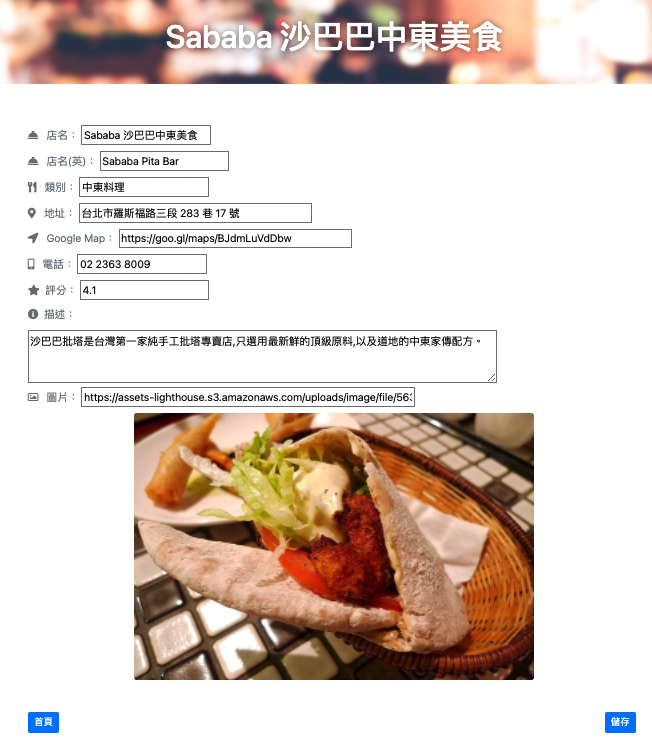 Sababa 沙巴巴中東美食
店名： Sababa 沙巴巴中東美食
店名(英)： Sababa Pita Bar
類別： 中東料理
地址： 台北市羅斯福路三段 283 巷 17 號
Google Map： https://goo.gl/maps/BJdmLuVdDbw
電話： 02 2363 8009
評分： 4.1
描述：
沙巴巴批塔是台灣第一家純手工批塔專賣店,只選用最新鮮的頂級原料,以及道地的中東家傳配方。
圖片： https://assets-lighthouse.s3.amazonaws.com/uploads/image/file/563
首頁 儲存